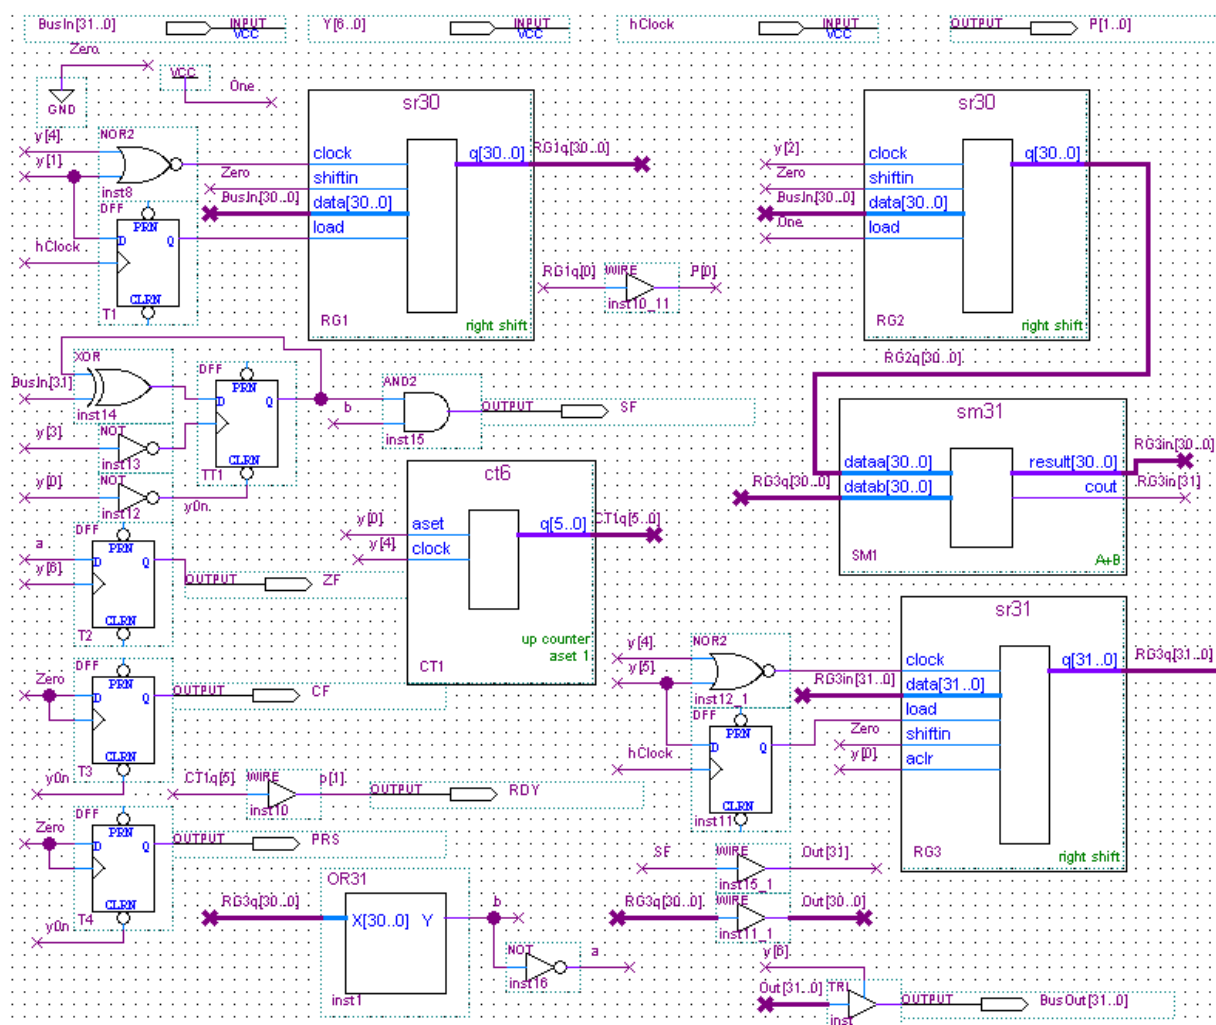 BusIn[31..0] INPUT VCC
Y[6..0] INPUT VCC
hClock INPUT VCC
OUTPUT P[1..0]
Zero
GND
VCC
One
y[4].
y[1].
NOR2
inst8
hClock
DFF
D PRN Q
CLRN
T1
sr30
clock
shiftin
data[30..0]
load
q[30..0]
RG1
right shift
Zero
BusIn[30..0]
RG1q[30..0]
RG1q[0]
WIRE
inst10_11
P[0]
sr30
y[2].
Zero
BusIn[30..0]
One
clock
shiftin
data[30..0]
load
q[30..0]
RG2
right shift
RG2q[30..0].
XOR
BusIn[31]
inst14
y[3].
NOT
inst13
y[0].
NOT
inst12
y0n.
DFF
D PRN Q
CLRN
TT1
b
AND2
inst15
OUTPUT SF
sm31
dataa[30..0]
datab[30..0]
result[30..0]
cout
SM1
A+B
RG3q[30..0].
RG3in[30..0]
RG3in[31]
ct6
aset
clock
q[5..0]
y[0].
y[4].
CT1q[5..0]
up counter
aset 1
CT1
a
y[6].
DFF
D PRN Q
CLRN
T2
OUTPUT ZF
Zero
DFF
D PRN Q
CLRN
T3
y0n
OUTPUT CF
Zero
DFF
D PRN Q
CLRN
T4
y0n
OUTPUT PRS
CT1q[5].
WIRE
inst10
p[1].
OUTPUT RDY
y[4].
y[5].
NOR2
inst12_1
hClock
DFF
D PRN Q
CLRN
inst11
sr31
clock
data[31..0]
load
shiftin
aclr
q[31..0]
RG3
right shift
RG3in[31..0]
Zero
y[0].
RG3q[31..0]
SF
WIRE
inst15_1
Out[31].
RG3q[30..0].
WIRE
inst11_1
Out[30..0]
OR31
RG3q[30..0].
X[30..0] Y
inst1
b
NOT
inst16
a
y[6].
Out[31..0]
TRI
inst
OUTPUT BusOut[31..0]